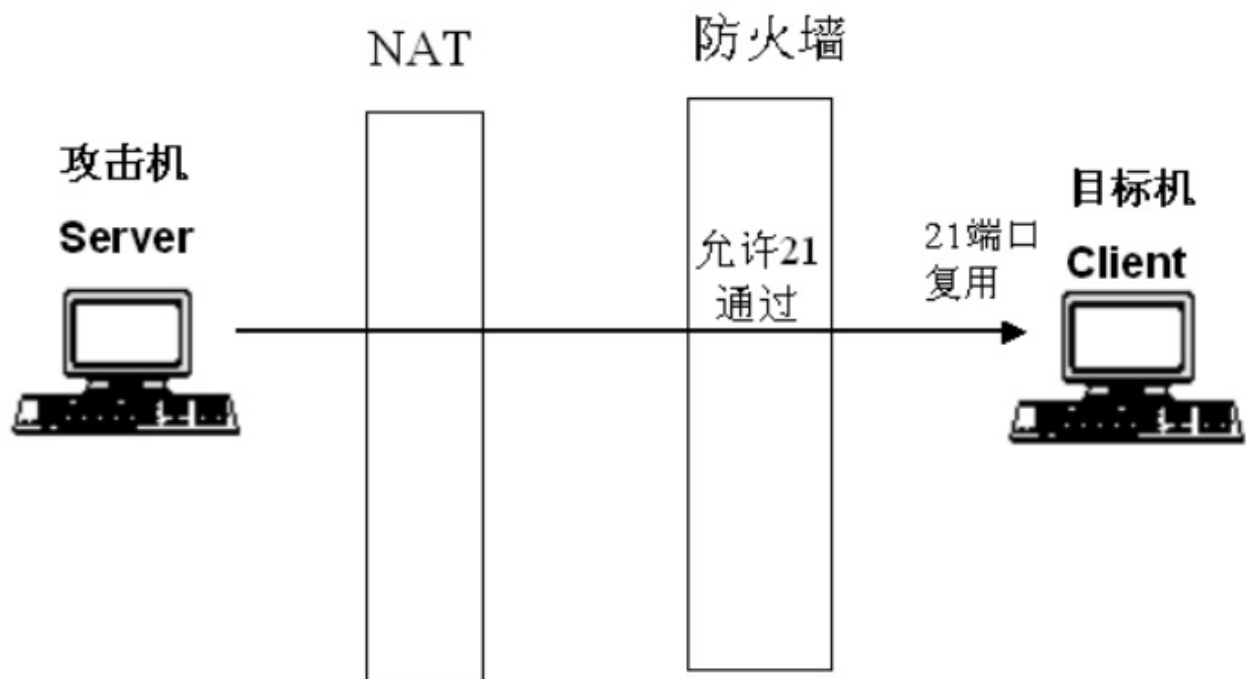 NAT
防火墙
攻击机
Server
允许21
通过
21端口
复用
目标机
Client